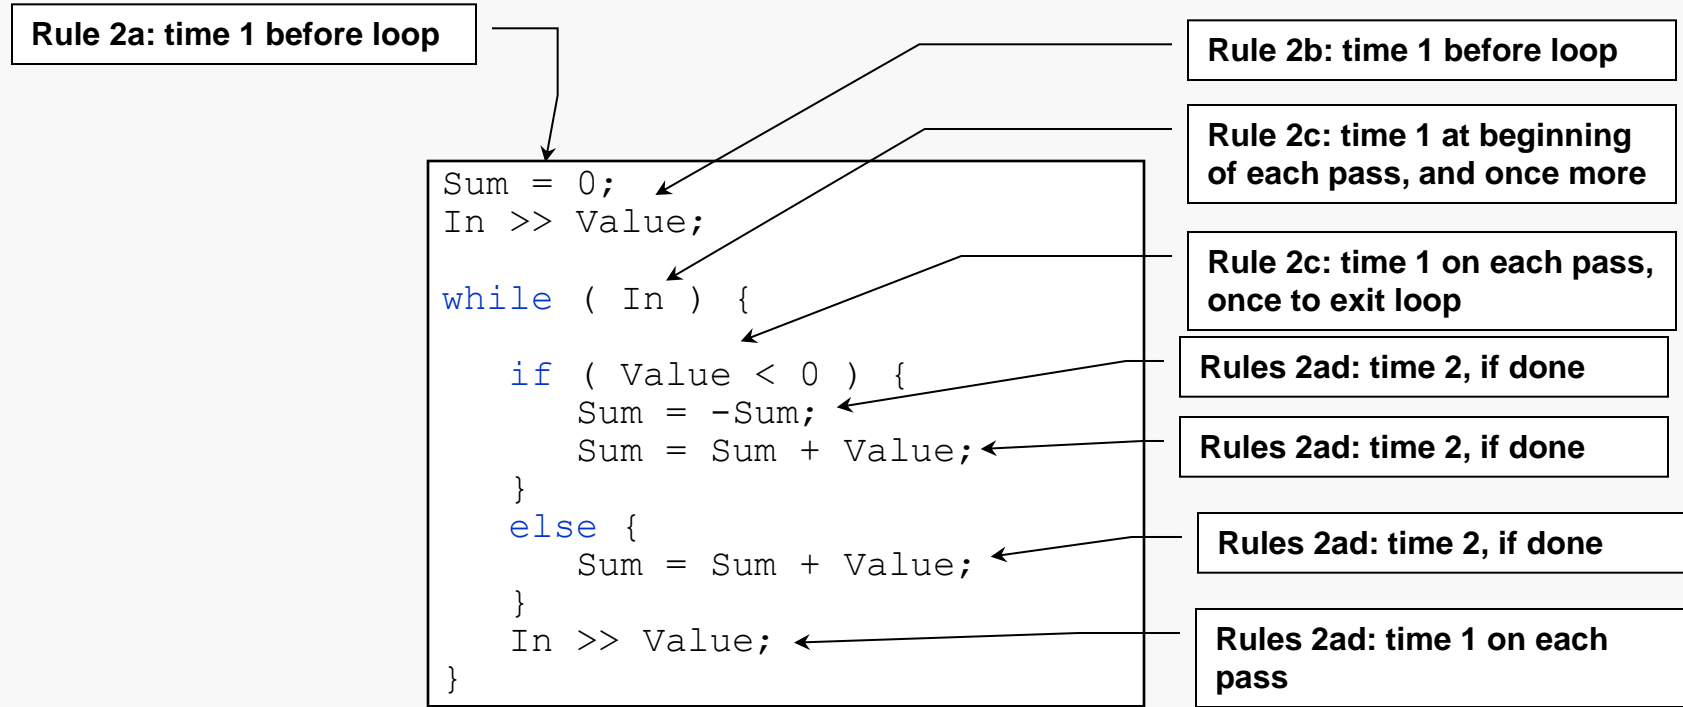 Rule 2a: time 1 before loop
Rule 2b: time 1 before loop
Rule 2c: time 1 at beginning
of each pass, and once more
Rule 2c: time 1 on each pass,
once to exit loop
Rules 2ad: time 2, if done
Rules 2ad: time 2, if done
Rules 2ad: time 2, if done
Rules 2ad: time 1 on each
pass
Sum = 0;
In >> Value;
while ( In ) {
if ( Value < 0 ) {
Sum = -Sum;
Sum = Sum + Value;
}
else {
Sum = Sum + Value;
}
In >> Value;
}